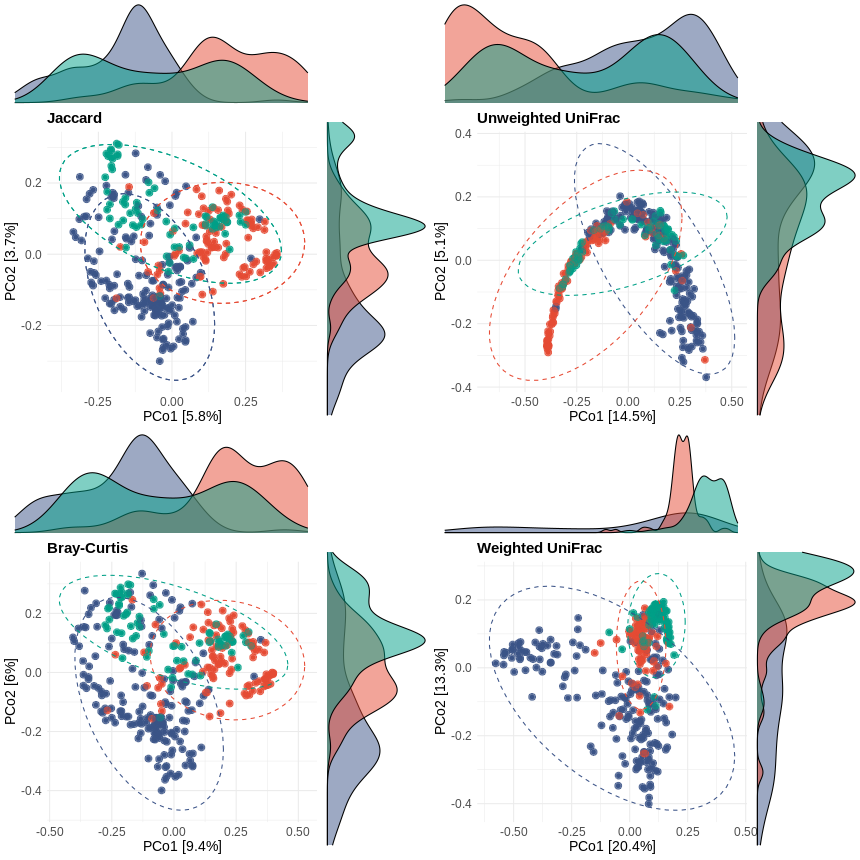 Jaccard
PCo2 [3.7%]
0.2
0.0
-0.2
-0.25
0.00
0.25
PCo1 [5.8%]
Unweighted UniFrac
PCo2 [5.1%]
0.4
0.2
0.0
-0.2
-0.4
-0.50
-0.25
0.00
0.25
0.50
PCo1 [14.5%]
Bray-Curtis
PCo2 [6%]
0.2
0.0
-0.2
-0.4
-0.50
-0.25
0.00
0.25
0.50
PCo1 [9.4%]
Weighted UniFrac
PCo2 [13.3%]
0.2
0.0
-0.2
-0.4
-0.50
-0.25
0.00
0.25
0.50
PCo1 [20.4%]